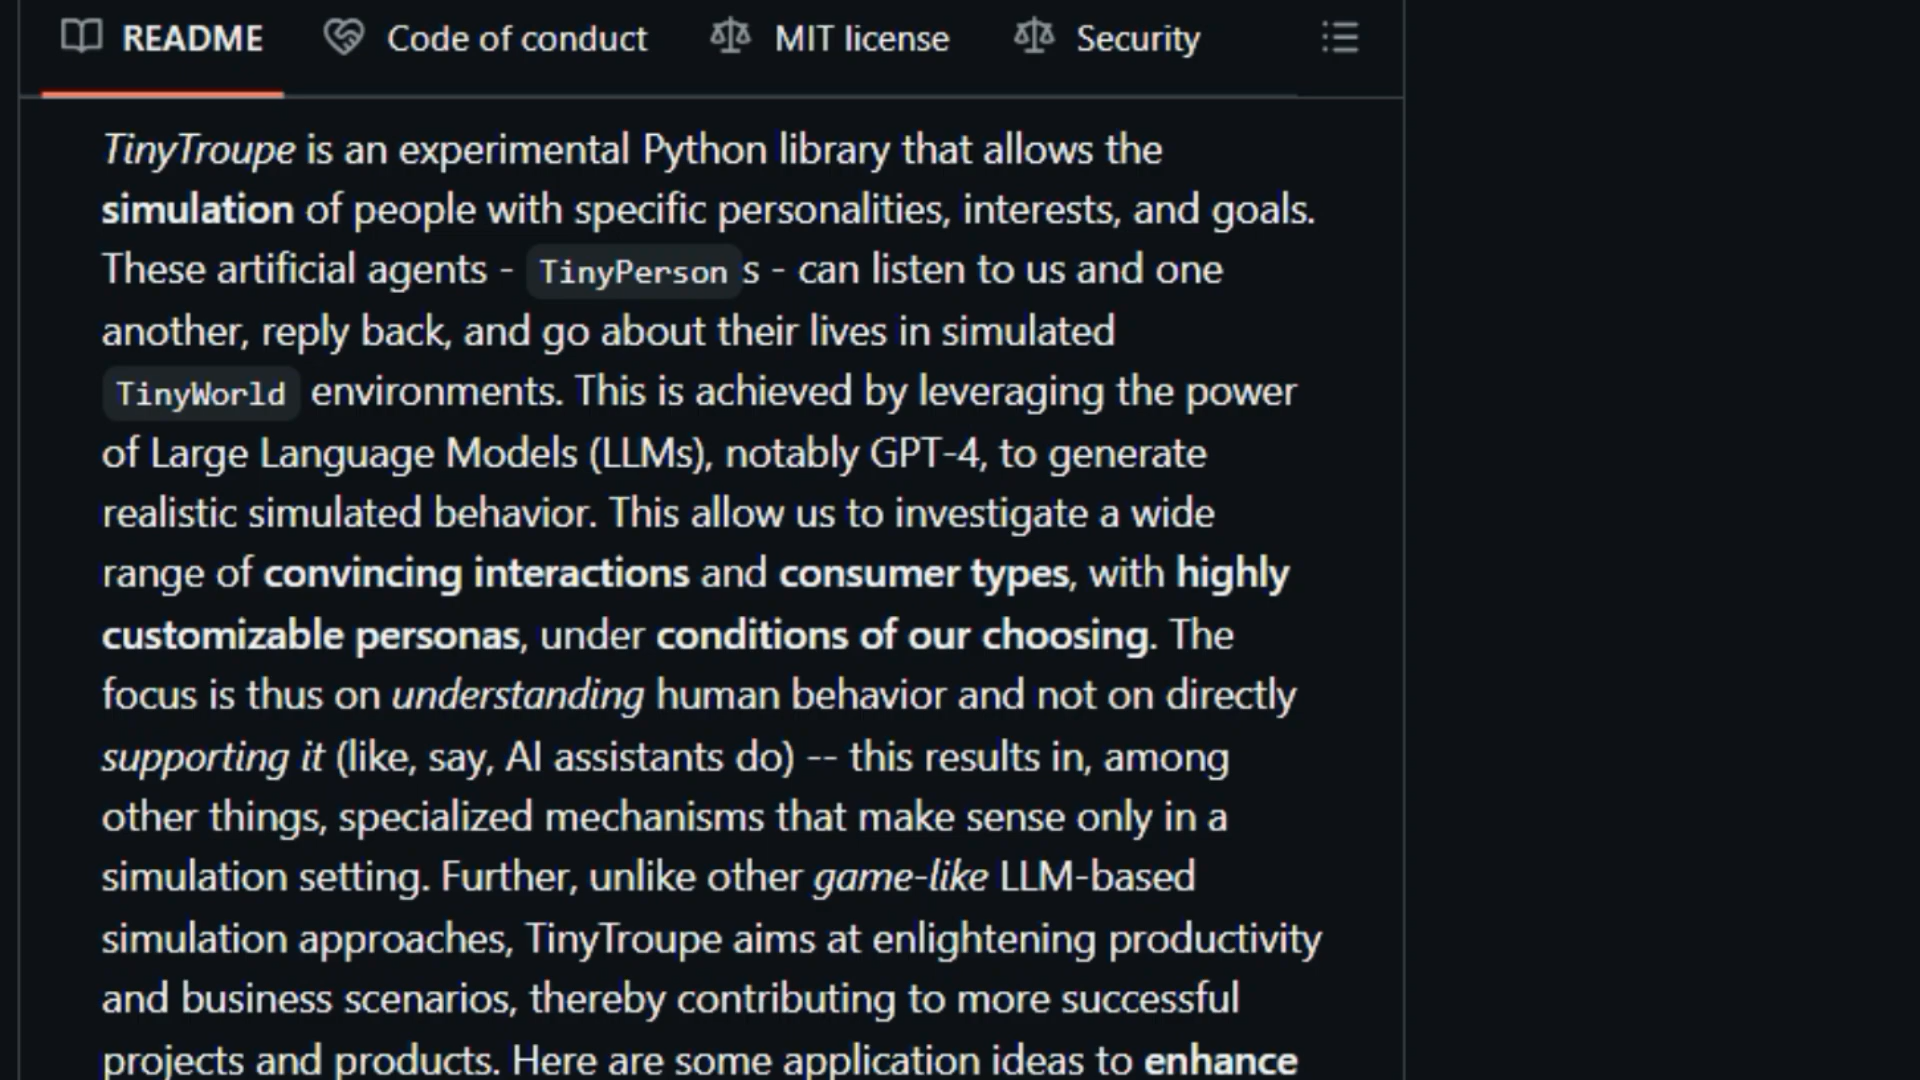 README Code of conduct MIT license Security
TinyTroupe is an experimental Python library that allows the
simulation of people with specific personalities, interests, and goals.
These artificial agents - TinyPerson s - can listen to us and one
another, reply back, and go about their lives in simulated
TinyWorld environments. This is achieved by leveraging the power
of Large Language Models (LLMs), notably GPT-4, to generate
realistic simulated behavior. This allow us to investigate a wide
range of convincing interactions and consumer types, with highly
customizable personas, under conditions of our choosing. The
focus is thus on understanding human behavior and not on directly
supporting it (like, say, AI assistants do) -- this results in, among
other things, specialized mechanisms that make sense only in a
simulation setting. Further, unlike other game-like LLM-based
simulation approaches, TinyTroupe aims at enlightening productivity
and business scenarios, thereby contributing to more successful
projects and products. Here are some application ideas to enhance